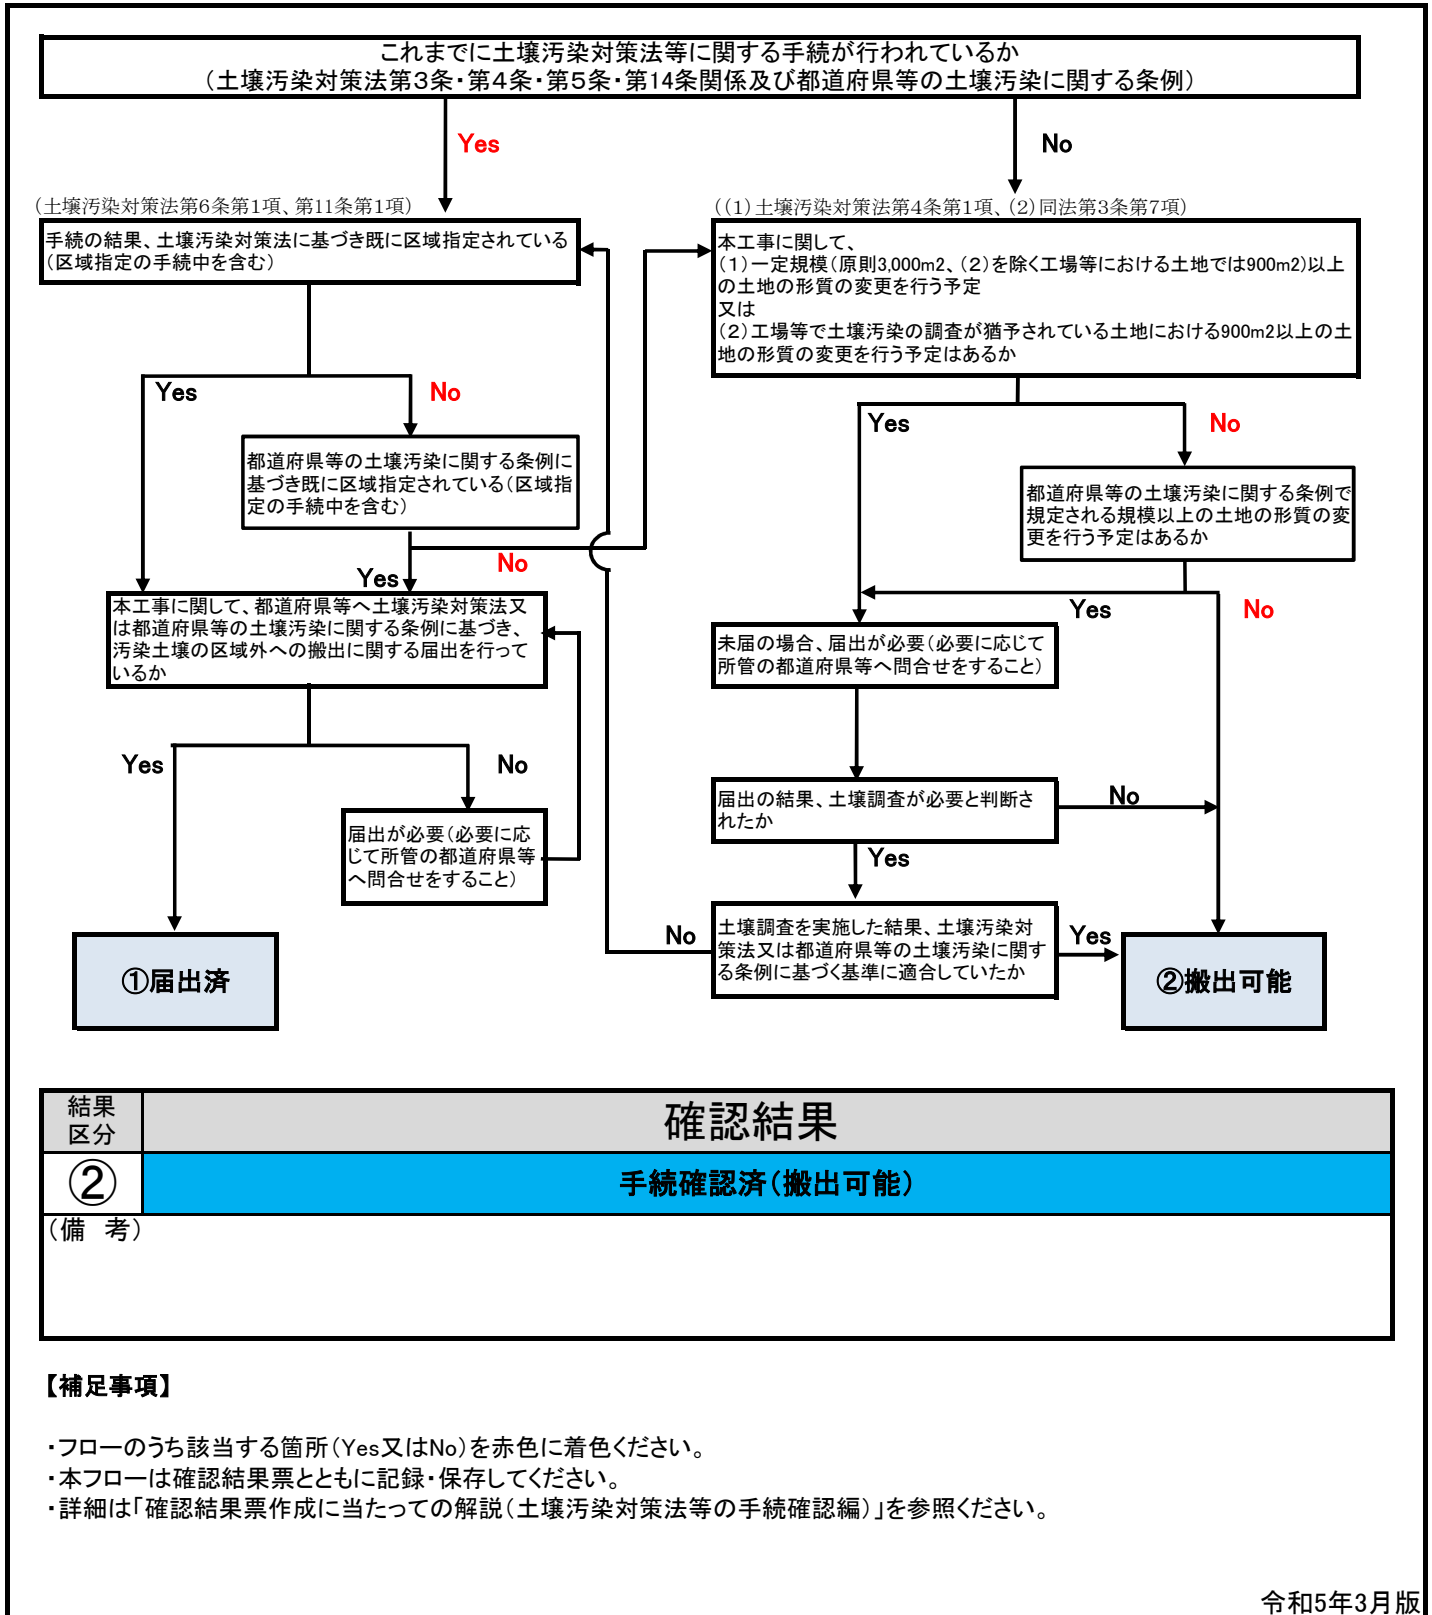 これまでに土壌汚染対策法等に関する手続が行われているか
（土壌汚染対策法第３条・第４条・第５条・第14条関係及び都道府県等の土壌汚染に関する条例）
Yes
No
（土壌汚染対策法第6条第1項、第11条第1項）
手続の結果、土壌汚染対策法に基づき既に区域指定されている
（区域指定の手続中を含む）
Yes
No
都道府県等の土壌汚染に関する条例に
基づき既に区域指定されている（区域指
定の手続中を含む）
No
Yes
本工事に関して、都道府県等へ土壌汚染対策法又
は都道府県等の土壌汚染に関する条例に基づき、
汚染土壌の区域外への搬出に関する届出を行って
いるか
Yes
No
届出が必要（必要に応
じて所管の都道府県等
へ問合せをすること）
①届出済
（(1)土壌汚染対策法第4条第1項、(2)同法第3条第7項）
本工事に関して、
（１）一定規模（原則3,000m2、（２）を除く工場等における土地では900m2）以上
の土地の形質の変更を行う予定
又は
（２）工場等で土壌汚染の調査が猶予されている土地における900m2以上の土
地の形質の変更を行う予定はあるか
Yes
No
都道府県等の土壌汚染に関する条例で
規定される規模以上の土地の形質の変
更を行う予定はあるか
Yes
No
未届の場合、届出が必要（必要に応じて
所管の都道府県等へ問合せをすること）
届出の結果、土壌調査が必要と判断さ
れたか
No
Yes
土壌調査を実施した結果、土壌汚染対
策法又は都道府県等の土壌汚染に関す
る条例に基づく基準に適合していたか
No
Yes
②搬出可能
結果
区分
確認結果
②
手続確認済（搬出可能）
（備　考）
【補足事項】
・フローのうち該当する箇所（Yes又はNo）を赤色に着色ください。
・本フローは確認結果票とともに記録・保存してください。
・詳細は「確認結果票作成に当たっての解説（土壌汚染対策法等の手続確認編）」を参照ください。
令和5年3月版